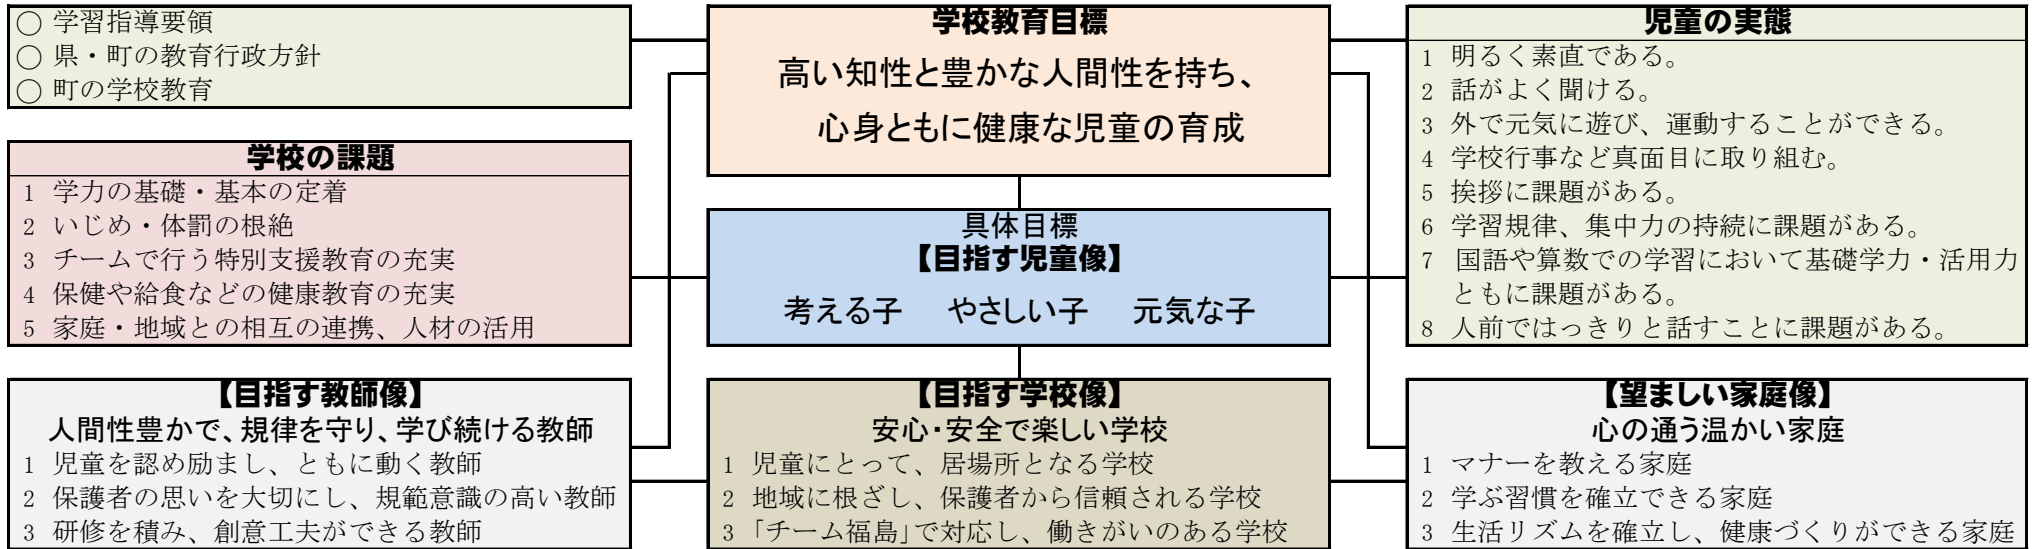 ○ 学習指導要領
○ 県・町の教育行政方針
○ 町の学校教育
学校教育目標
高い知性と豊かな人間性を持ち、
心身ともに健康な児童の育成
児童の実態
1 明るく素直である。
2 話がよく聞ける。
3 外で元気に遊び、運動することができる。
4 学校行事など真面目に取り組む。
5 挨拶に課題がある。
6 学習規律、集中力の持続に課題がある。
7 国語や算数での学習において基礎学力・活用力
ともに課題がある。
8 人前ではっきりと話すことに課題がある。
学校の課題
1 学力の基礎・基本の定着
2 いじめ・体罰の根絶
3 チームで行う特別支援教育の充実
4 保健や給食などの健康教育の充実
5 家庭・地域との相互の連携、人材の活用
具体目標
【目指す児童像】
考える子 やさしい子 元気な子
【目指す教師像】
人間性豊かで、規律を守り、学び続ける教師
1 児童を認め励まし、ともに動く教師
2 保護者の思いを大切にし、規範意識の高い教師
3 研修を積み、創意工夫ができる教師
【目指す学校像】
安心・安全で楽しい学校
1 児童にとって、居場所となる学校
2 地域に根ざし、保護者から信頼される学校
3 「チーム福島」で対応し、働きがいのある学校
【望ましい家庭像】
心の通う温かい家庭
1 マナーを教える家庭
2 学ぶ習慣を確立できる家庭
3 生活リズムを確立し、健康づくりができる家庭